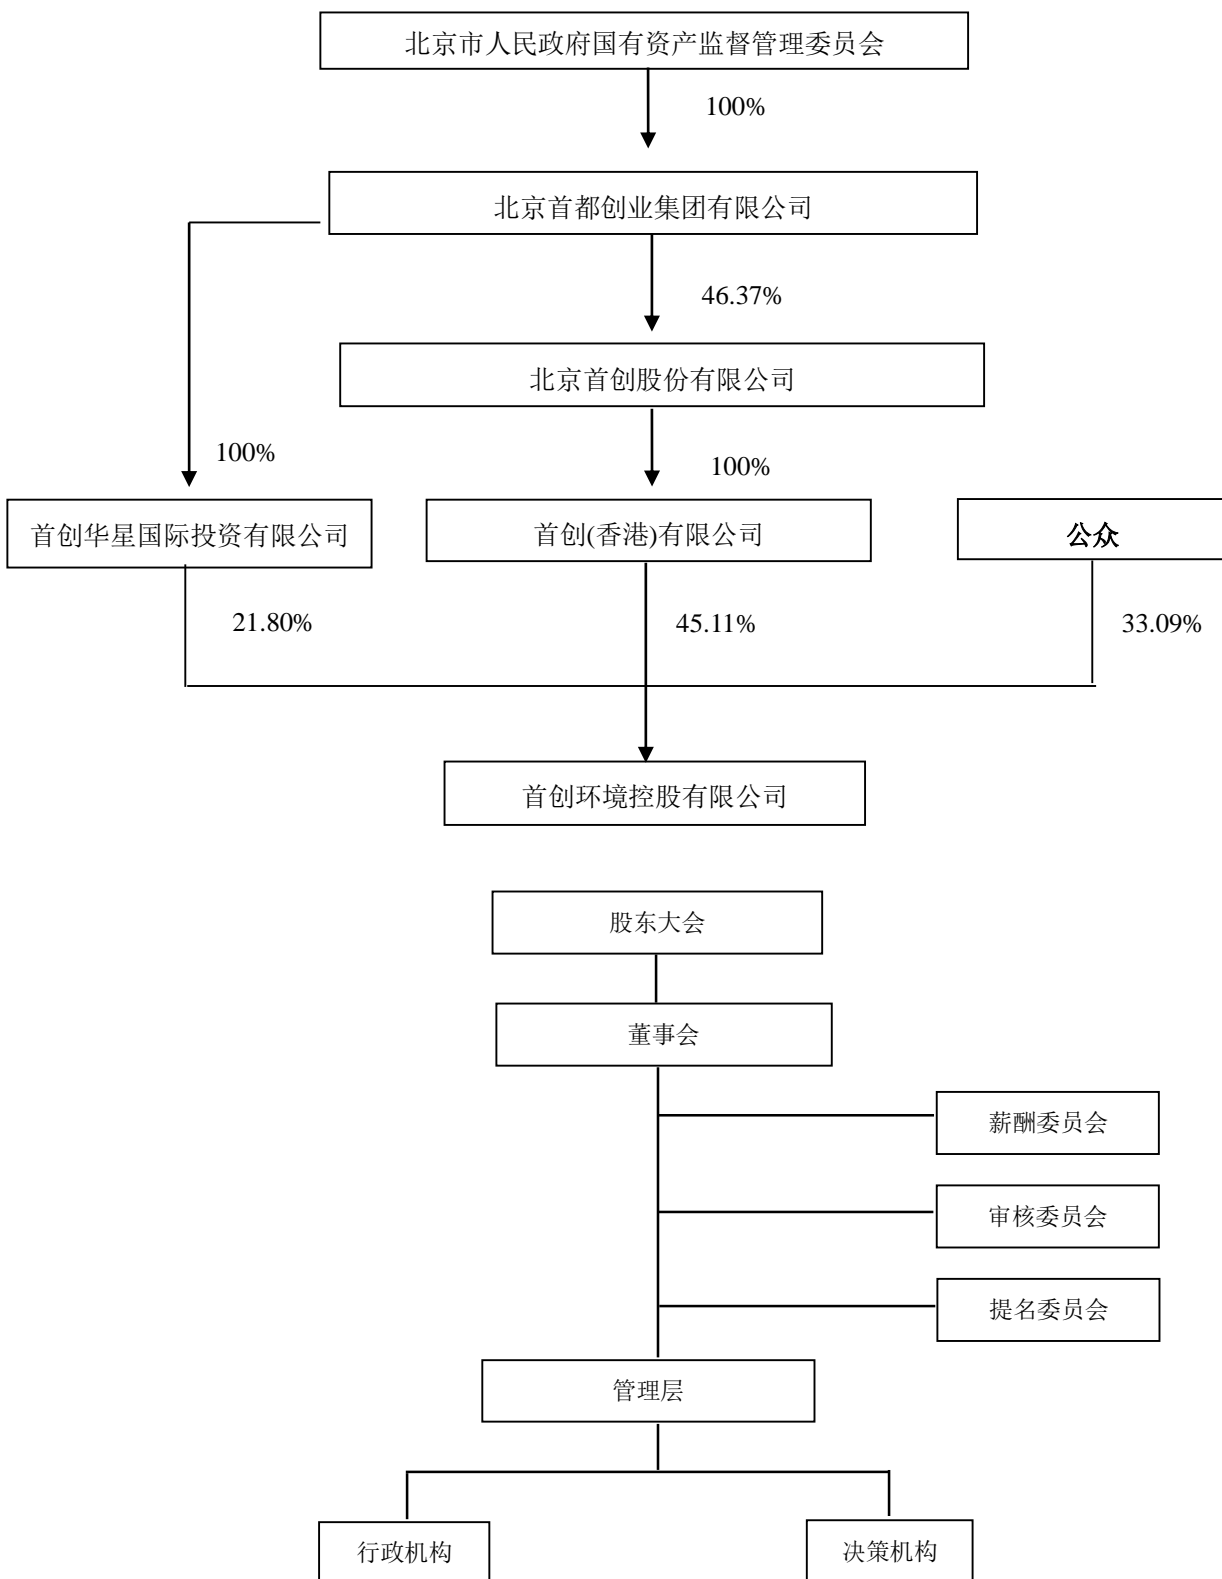 北京市人民政府国有资产监督管理委员会
100%
北京首都创业集团有限公司
46.37%
北京首创股份有限公司
100%
100%
首创华星国际投资有限公司
首创(香港)有限公司
公众
21.80%
45.11%
33.09%
首创环境控股有限公司
股东大会
董事会
薪酬委员会
审核委员会
提名委员会
管理层
行政机构
决策机构